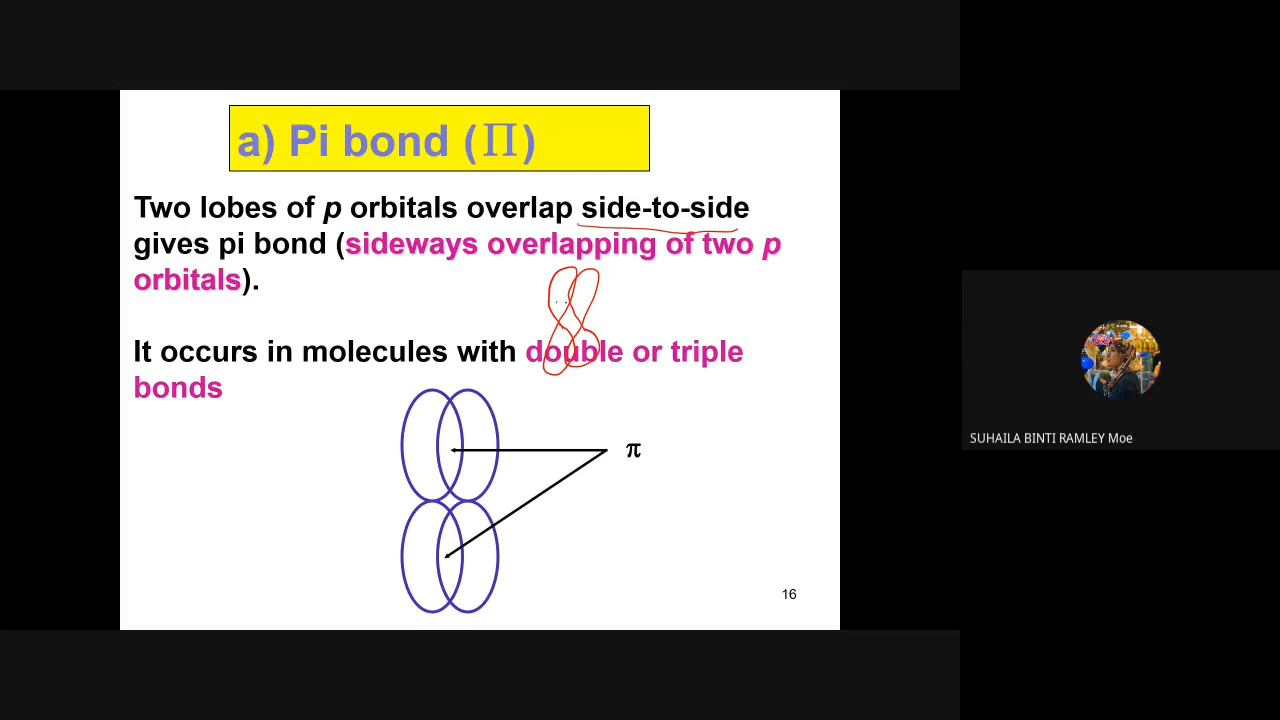 a) Pi bond (Π)
Two lobes of p orbitals overlap side-to-side
gives pi bond (sideways overlapping of two p
orbitals).
It occurs in molecules with double or triple
bonds
π
16
SUHAILA BINTI RAMLEY Moe